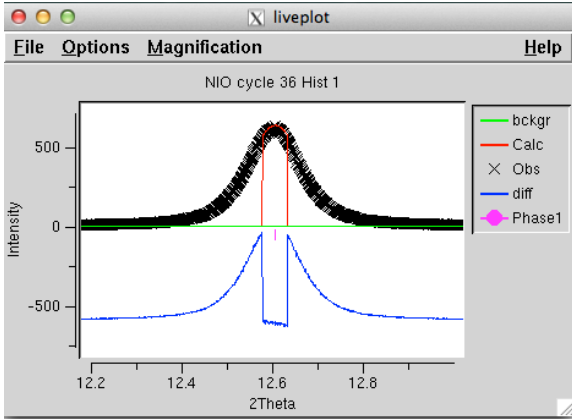 liveplot
File Options Magnification Help
NIO cycle 36 Hist 1
bckgr
Calc
Obs
diff
Phase1
500
0
-500
Intensity
12.2 12.4 12.6 12.8
2Theta